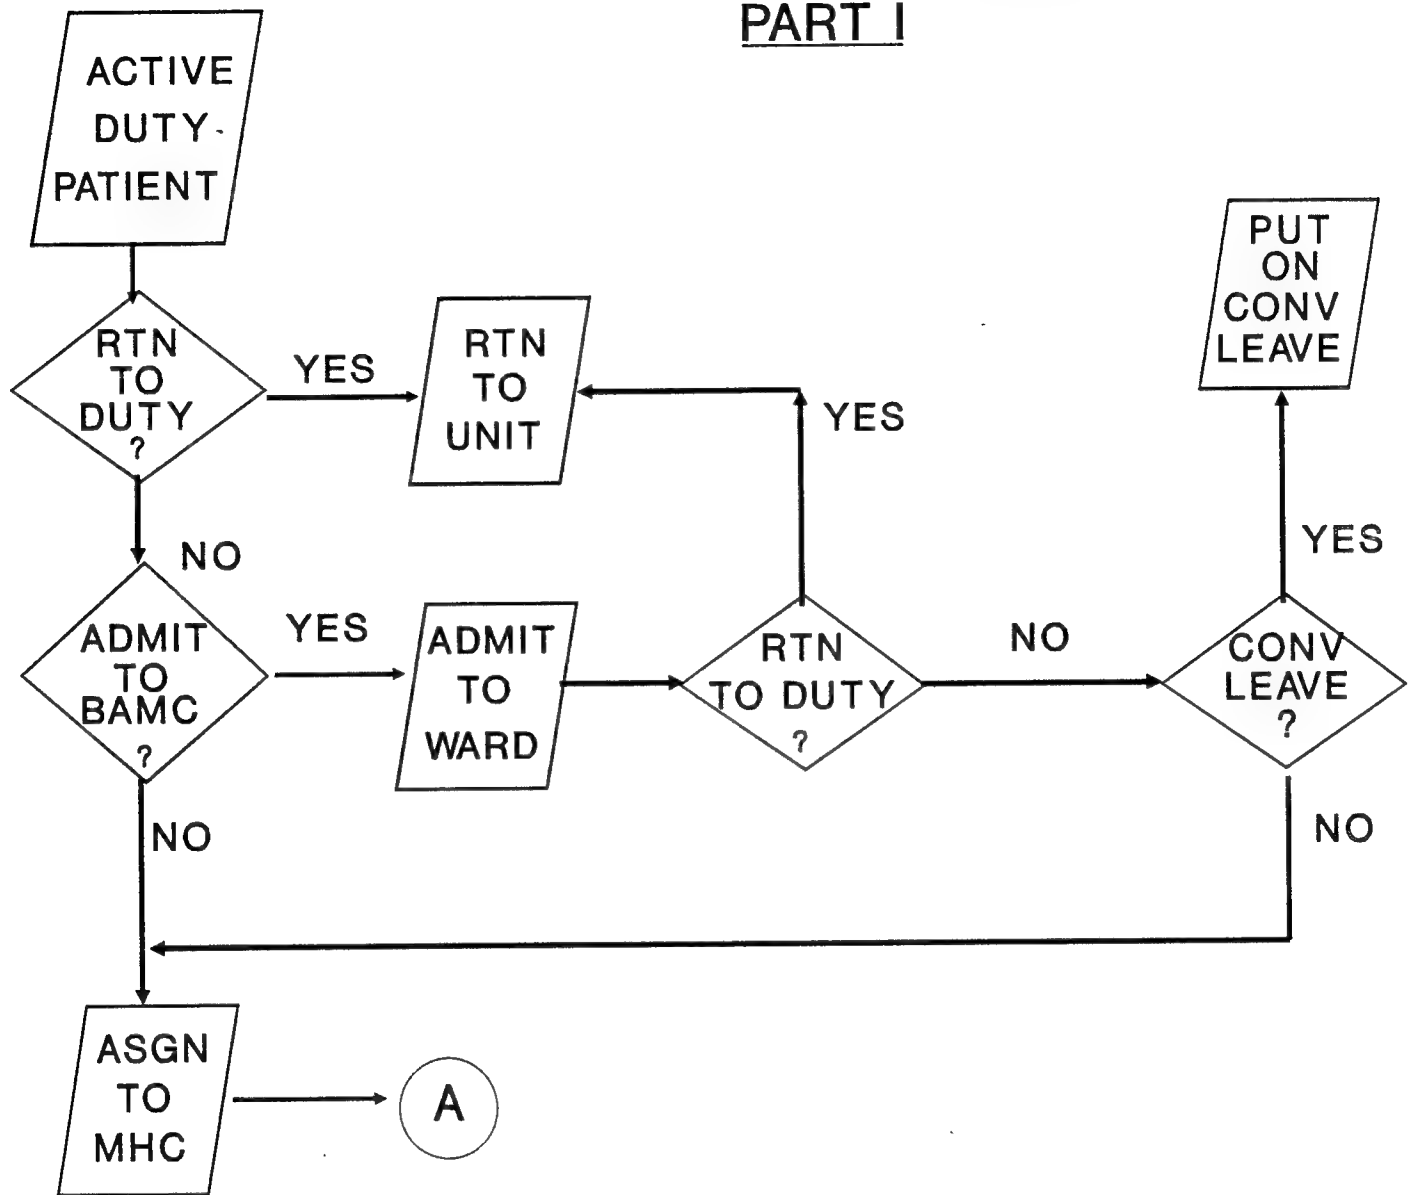 PART I
ACTIVE
DUTY
PATIENT
RTN
TO
DUTY
?
YES
RTN
TO
UNIT
YES
PUT
ON
CONV
LEAVE
YES
NO
ADMIT
TO
BAMC
?
YES
ADMIT
TO
WARD
RTN
TO DUTY
?
NO
CONV
LEAVE
?
NO
NO
ASGN
TO
MHC
A